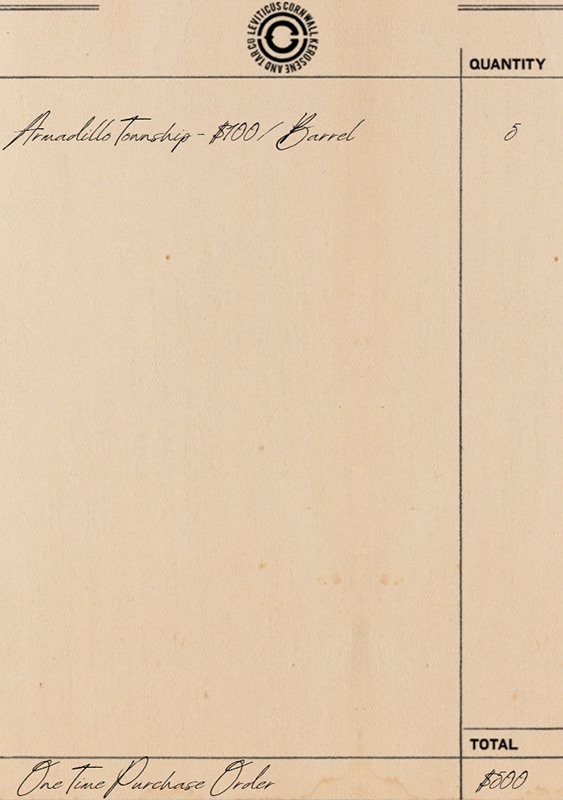 LEVITICUS CORNWALL KEROSENE AND TAR CO
QUANTITY
Armadillo Township - $100/ Barrel 5
TOTAL
One Time Purchase Order $500